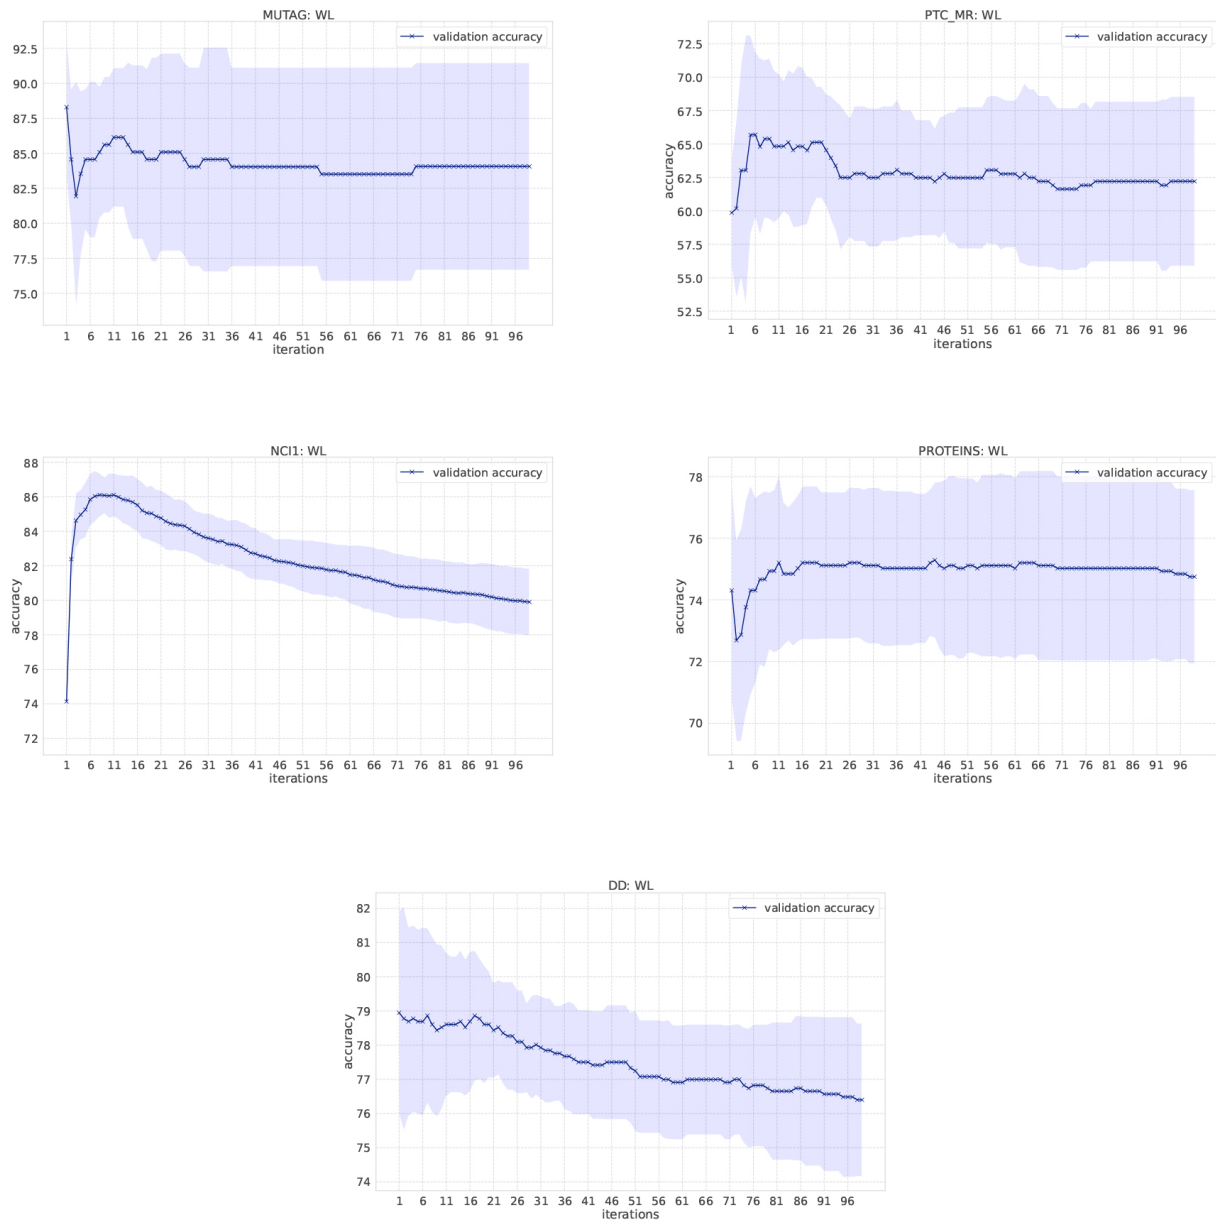 MUTAG: WL
validation accuracy
92.5
90.0
87.5
85.0
82.5
80.0
77.5
75.0
1 6 11 16 21 26 31 36 41 46 51 56 61 66 71 76 81 86 91 96
iteration
PTC_MR: WL
validation accuracy
accuracy
72.5
70.0
67.5
65.0
62.5
60.0
57.5
55.0
52.5
1 6 11 16 21 26 31 36 41 46 51 56 61 66 71 76 81 86 91 96
iterations
NCI1: WL
validation accuracy
accuracy
88
86
84
82
80
78
76
74
72
1 6 11 16 21 26 31 36 41 46 51 56 61 66 71 76 81 86 91 96
iterations
PROTEINS: WL
validation accuracy
accuracy
78
76
74
72
70
1 6 11 16 21 26 31 36 41 46 51 56 61 66 71 76 81 86 91 96
iterations
DD: WL
validation accuracy
accuracy
82
81
80
79
78
77
76
75
74
1 6 11 16 21 26 31 36 41 46 51 56 61 66 71 76 81 86 91 96
iterations